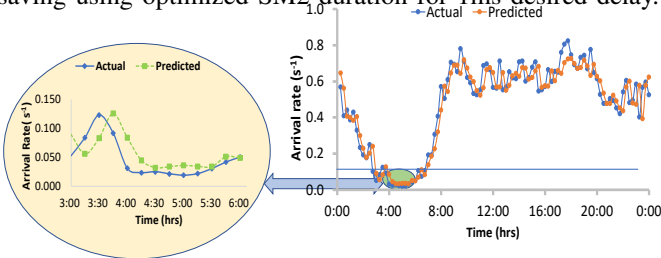 saving using optimized SM2 duration for 1ms desired delay.
Actual Predicted
Arrival Rate( s⁻¹)
0.150
0.100
0.050
0.000
3:00 3:30 4:00 4:30 5:00 5:30 6:00
Time (hrs)
Actual Predicted
Arrival rate (s⁻¹)
1.0
0.8
0.6
0.4
0.2
0.0
0:00 4:00 8:00 12:00 16:00 20:00 0:00
Time (hrs)